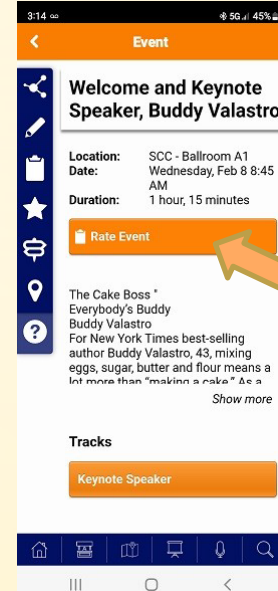 3:14
5G 45%
Event
Welcome and Keynote
Speaker, Buddy Valastro
Location: SCC - Ballroom A1
Date: Wednesday, Feb 8 8:45
AM
Duration: 1 hour, 15 minutes
Rate Event
The Cake Boss "
Everybody's Buddy
Buddy Valastro
For New York Times best-selling
author Buddy Valastro, 43, mixing
eggs, sugar, butter and flour means a
lot more than "making a cake." As a
Show more
Tracks
Keynote Speaker